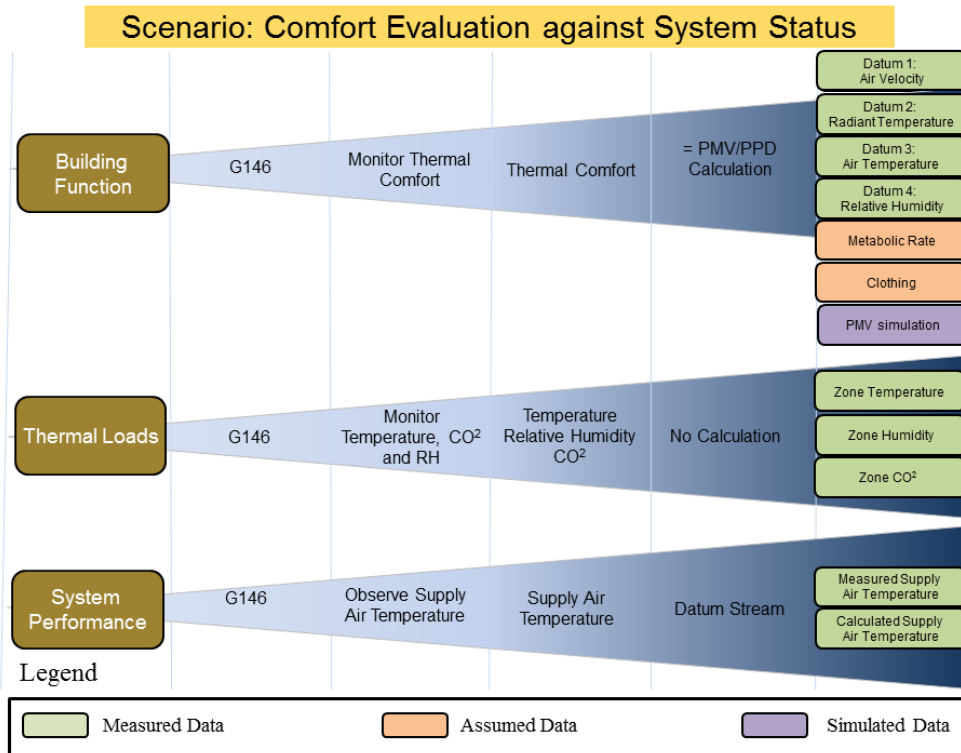 Scenario: Comfort Evaluation against System Status
Building
Function
G146
Monitor Thermal
Comfort
Thermal Comfort
= PMV/PPD
Calculation
Datum 1:
Air Velocity
Datum 2:
Radiant Temperature
Datum 3:
Air Temperature
Datum 4:
Relative Humidity
Metabolic Rate
Clothing
PMV simulation
Thermal Loads
G146
Monitor
Temperature, CO²
and RH
Temperature
Relative Humidity
CO²
No Calculation
Zone Temperature
Zone Humidity
Zone CO²
System
Performance
G146
Observe Supply
Air Temperature
Supply Air
Temperature
Datum Stream
Measured Supply
Air Temperature
Calculated Supply
Air Temperature
Legend
Measured Data
Assumed Data
Simulated Data